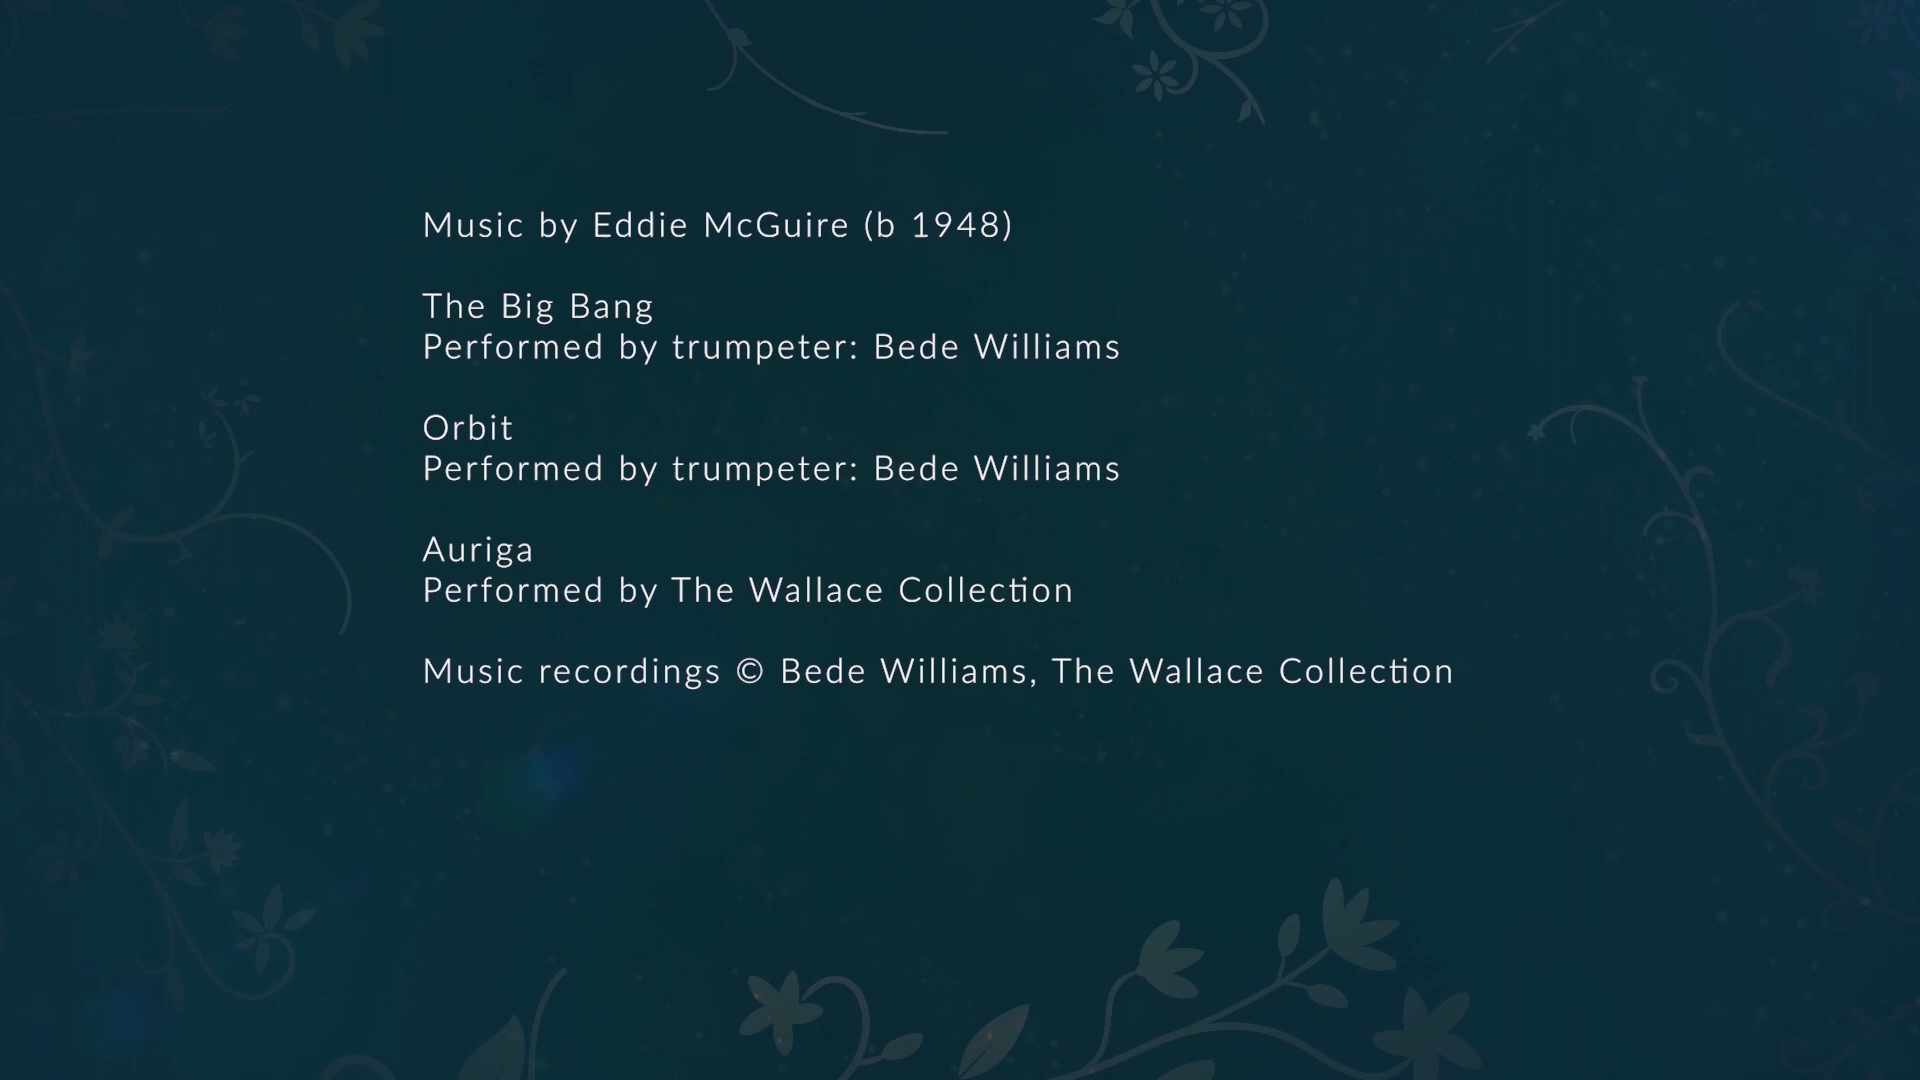 Music by Eddie McGuire (b 1948)
The Big Bang
Performed by trumpeter: Bede Williams
Orbit
Performed by trumpeter: Bede Williams
Auriga
Performed by The Wallace Collection
Music recordings © Bede Williams, The Wallace Collection